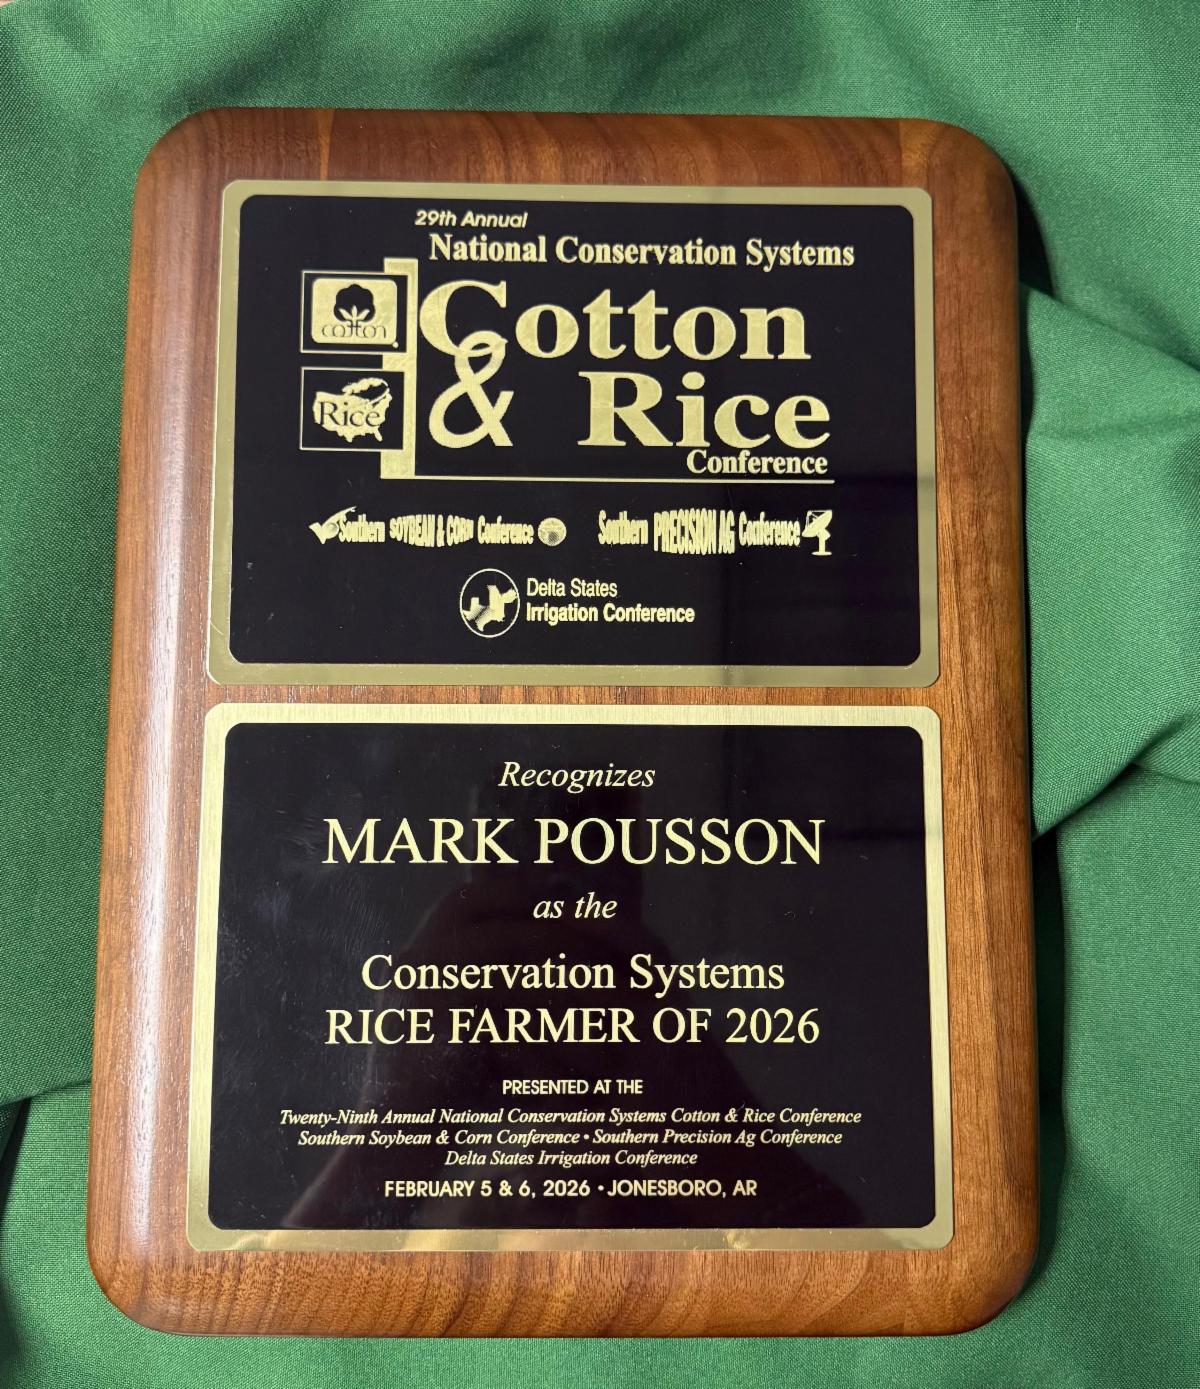 29th Annual
National Conservation Systems
cotton
Cotton
& Rice
Rice
Conference
Southern SOYBEAN & CORN Conference
Southern PRECISION AG Conference
Delta States
Irrigation Conference
Recognizes
MARK POUSSON
as the
Conservation Systems
RICE FARMER OF 2026
PRESENTED AT THE
Twenty-Ninth Annual National Conservation Systems Cotton & Rice Conference
Southern Soybean & Corn Conference • Southern Precision Ag Conference
Delta States Irrigation Conference
FEBRUARY 5 & 6, 2026 • JONESBORO, AR